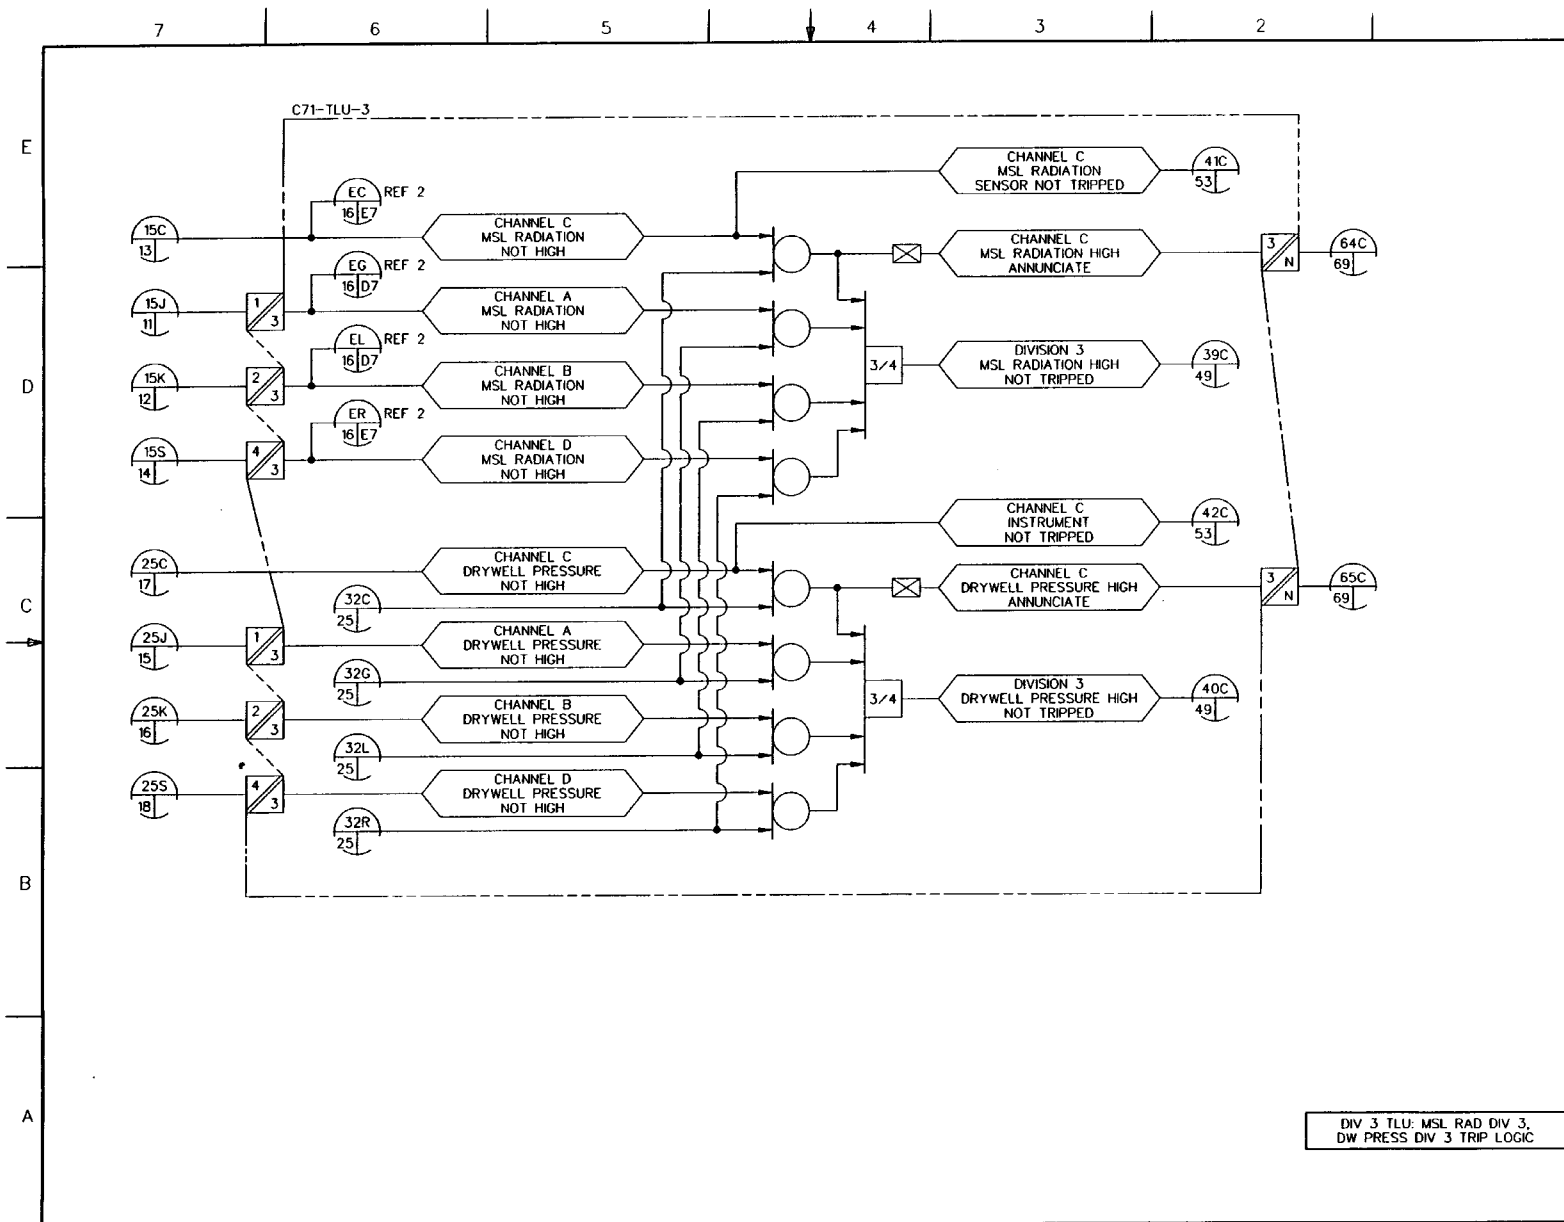 7 6 5 4 3 2
E
D
C
B
A
C71-TLU-3
CHANNEL C
MSL RADIATION
SENSOR NOT TRIPPED
41C
53
EC
16 E7
REF 2
15C
13
CHANNEL C
MSL RADIATION
NOT HIGH
CHANNEL C
MSL RADIATION HIGH
ANNUNCIATE
3
N
64C
69
EG
16 D7
REF 2
15J
11
1
3
CHANNEL A
MSL RADIATION
NOT HIGH
EL
16 D7
REF 2
3/4
DIVISION 3
MSL RADIATION HIGH
NOT TRIPPED
39C
49
15K
12
2
3
CHANNEL B
MSL RADIATION
NOT HIGH
ER
16 E7
REF 2
15S
14
4
3
CHANNEL D
MSL RADIATION
NOT HIGH
CHANNEL C
INSTRUMENT
NOT TRIPPED
42C
53
25C
17
CHANNEL C
DRYWELL PRESSURE
NOT HIGH
CHANNEL C
DRYWELL PRESSURE HIGH
ANNUNCIATE
3
N
65C
69
32C
25
25J
15
1
3
CHANNEL A
DRYWELL PRESSURE
NOT HIGH
32G
25
3/4
DIVISION 3
DRYWELL PRESSURE HIGH
NOT TRIPPED
40C
49
25K
16
2
3
CHANNEL B
DRYWELL PRESSURE
NOT HIGH
32L
25
25S
18
4
3
CHANNEL D
DRYWELL PRESSURE
NOT HIGH
32R
25
DIV 3 TLU: MSL RAD DIV 3,
DW PRESS DIV 3 TRIP LOGIC